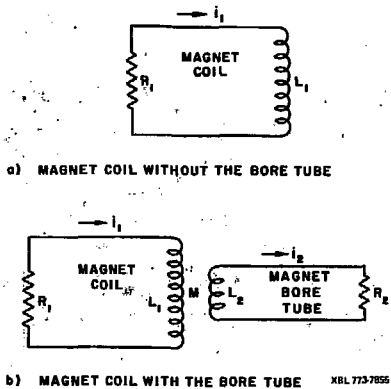 i₁
MAGNET
COIL
R₁
L₁
a) MAGNET COIL WITHOUT THE BORE TUBE
i₁
i₂
MAGNET
COIL
R₁
L₁
M
L₂
MAGNET
BORE
TUBE
R₂
b) MAGNET COIL WITH THE BORE TUBE
XBL 773-7855